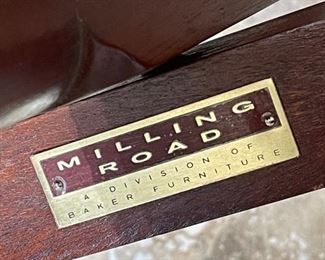 MILLING
ROAD
A DIVISION OF
BAKER FURNITURE